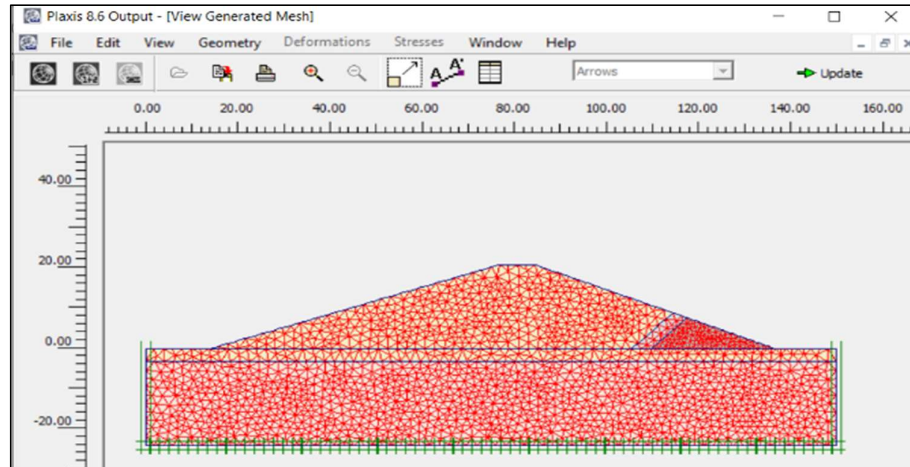 Plaxis 8.6 Output - [View Generated Mesh]
File Edit View Geometry Deformations Stresses Window Help
Arrows Update
0.00 20.00 40.00 60.00 80.00 100.00 120.00 140.00 160.00
40.00
20.00
0.00
-20.00